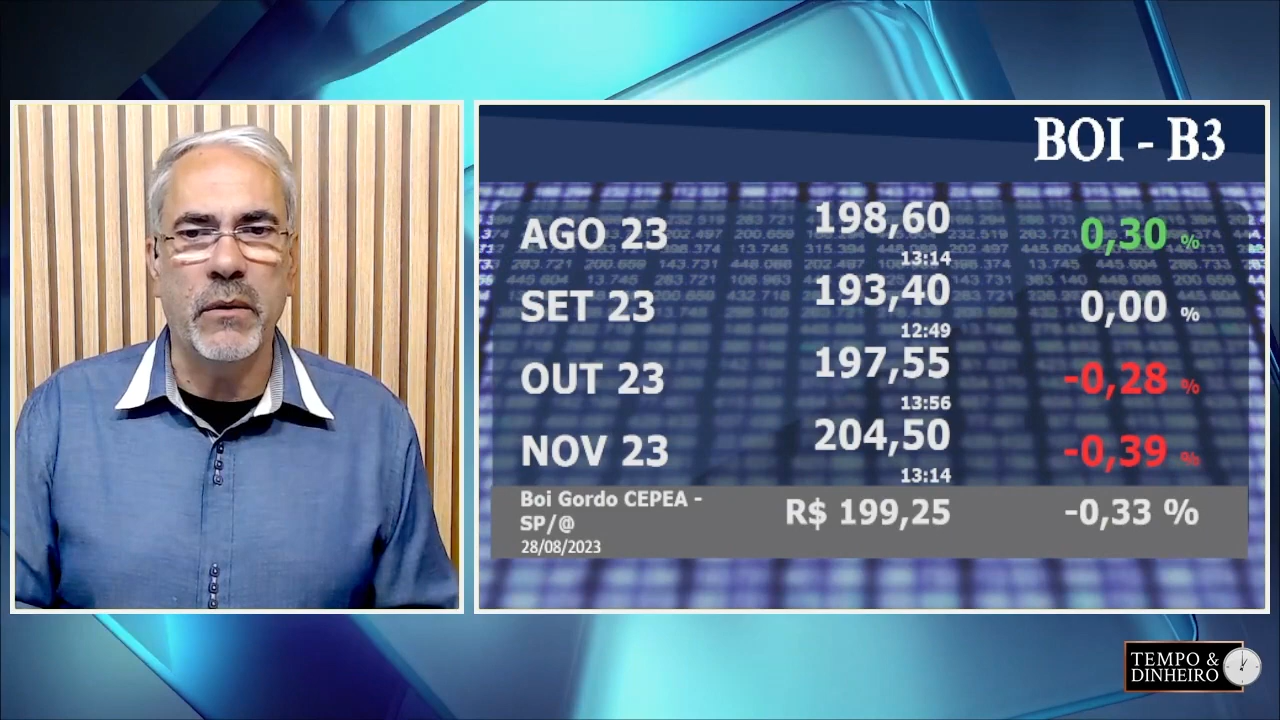 BOI - B3
AGO 23 198,60 0,30 %
13:14
SET 23 193,40 0,00 %
12:49
OUT 23 197,55 -0,28 %
13:56
NOV 23 204,50 -0,39 %
13:14
Boi Gordo CEPEA - R$ 199,25 -0,33 %
SP/@
28/08/2023
TEMPO &
DINHEIRO